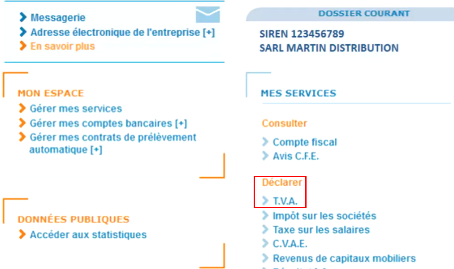 Messagerie
Adresse électronique de l'entreprise [+]
En savoir plus
MON ESPACE
Gérer mes services
Gérer mes comptes bancaires [+]
Gérer mes contrats de prélèvement
automatique [+]
DONNÉES PUBLIQUES
Accéder aux statistiques
DOSSIER COURANT
SIREN 123456789
SARL MARTIN DISTRIBUTION
MES SERVICES
Consulter
Compte fiscal
Avis C.F.E.
Déclarer
T.V.A.
Impôt sur les sociétés
Taxe sur les salaires
C.V.A.E.
Revenus de capitaux mobiliers